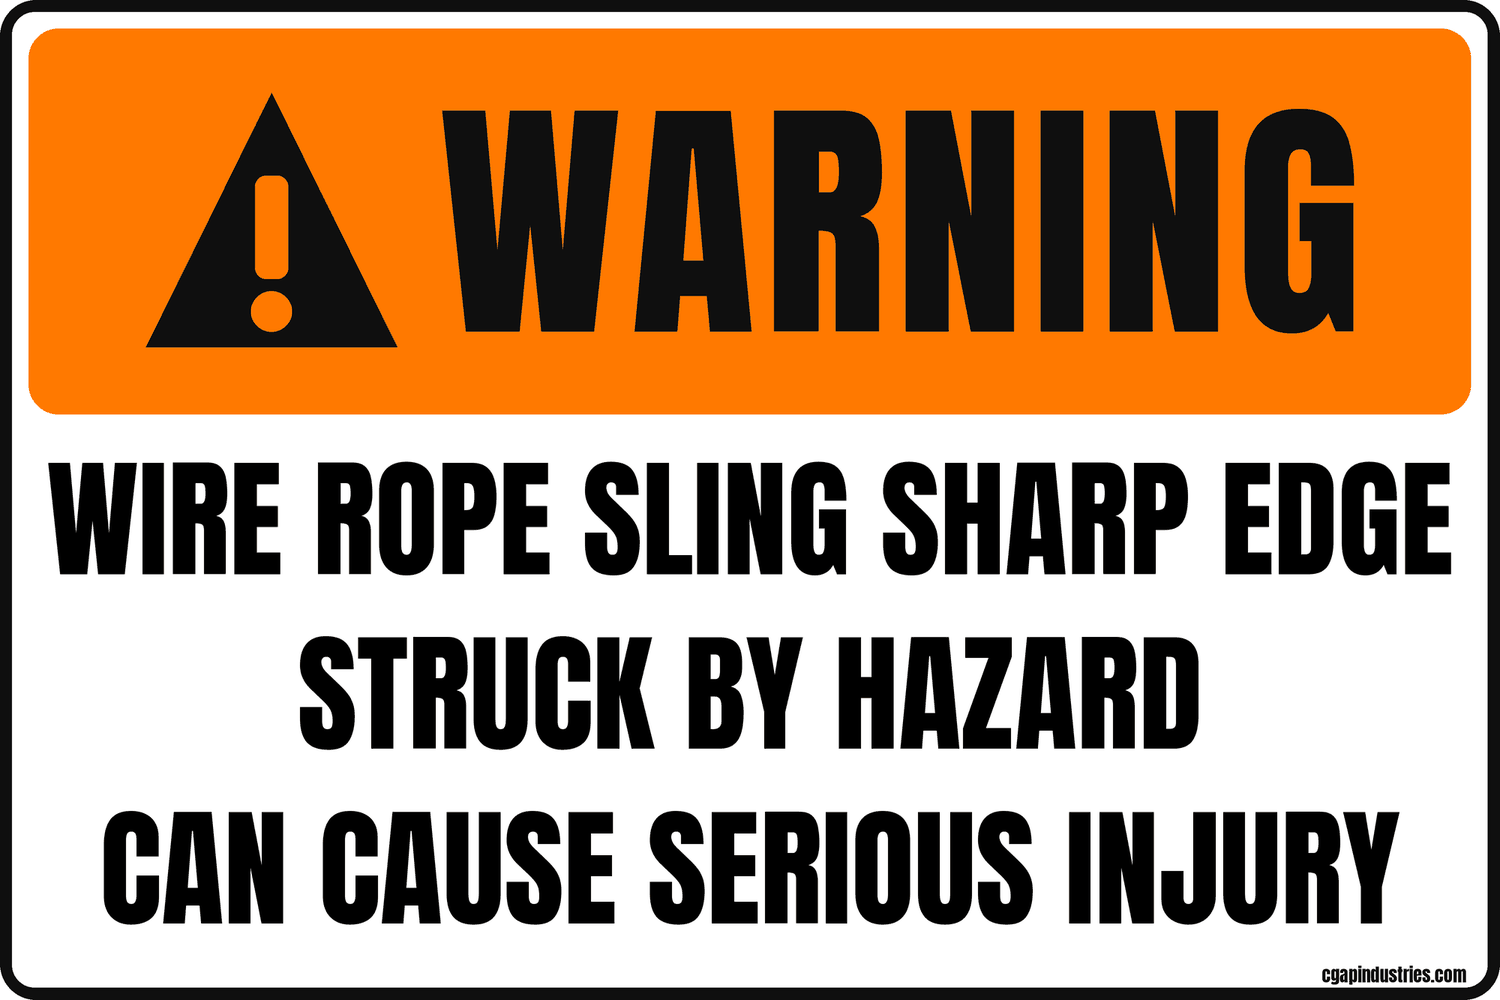 WARNING
WIRE ROPE SLING SHARP EDGE
STRUCK BY HAZARD
CAN CAUSE SERIOUS INJURY
cgapindustries.com